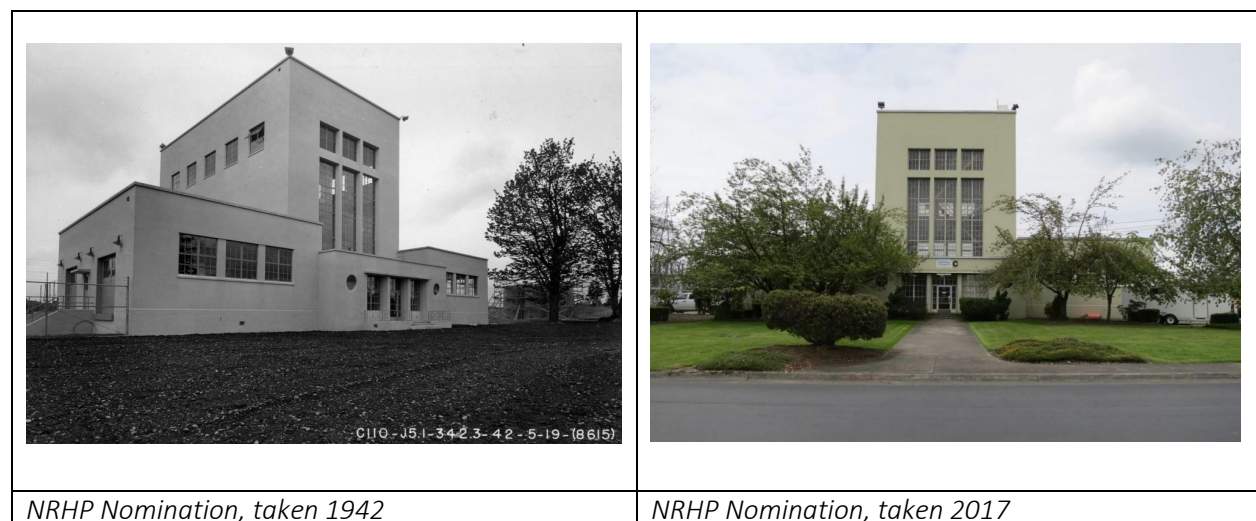 C110-J5.1-342.3-42-5-19-(8615)
NRHP Nomination, taken 1942
NRHP Nomination, taken 2017